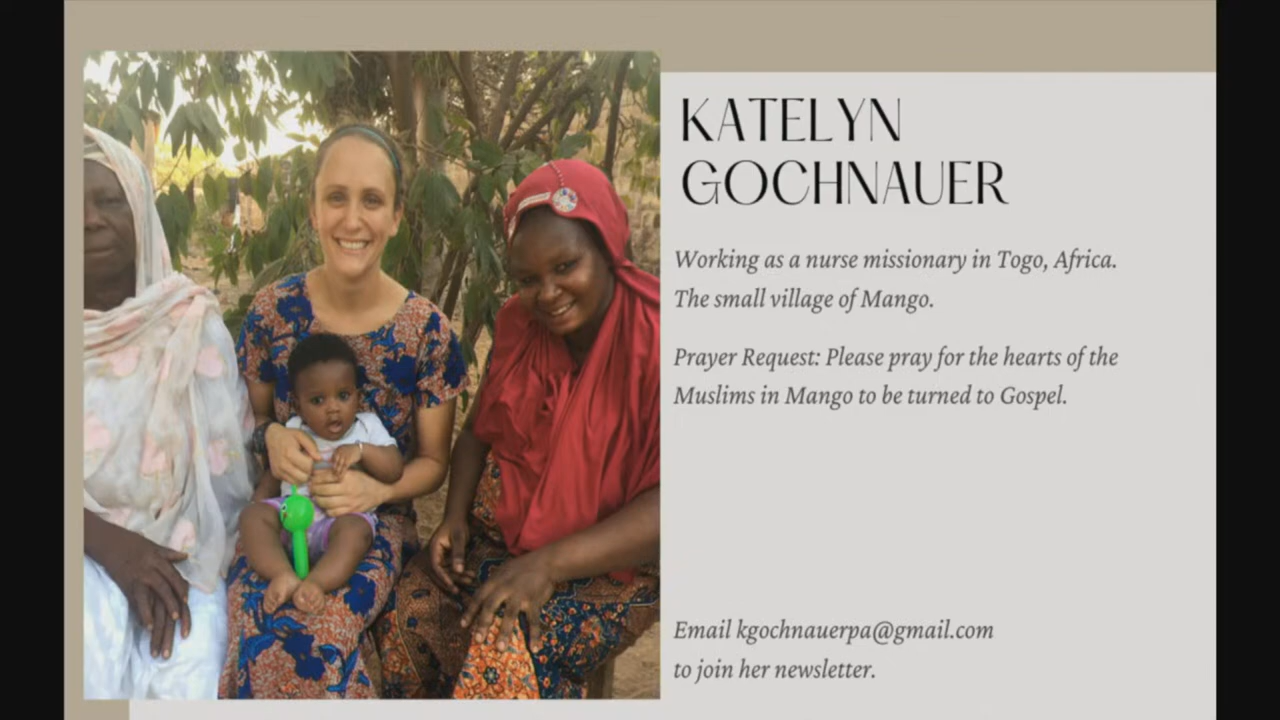 KATELYN
GOCHNAUER
Working as a nurse missionary in Togo, Africa.
The small village of Mango.
Prayer Request: Please pray for the hearts of the
Muslims in Mango to be turned to Gospel.
Email kgochnauerpa@gmail.com
to join her newsletter.